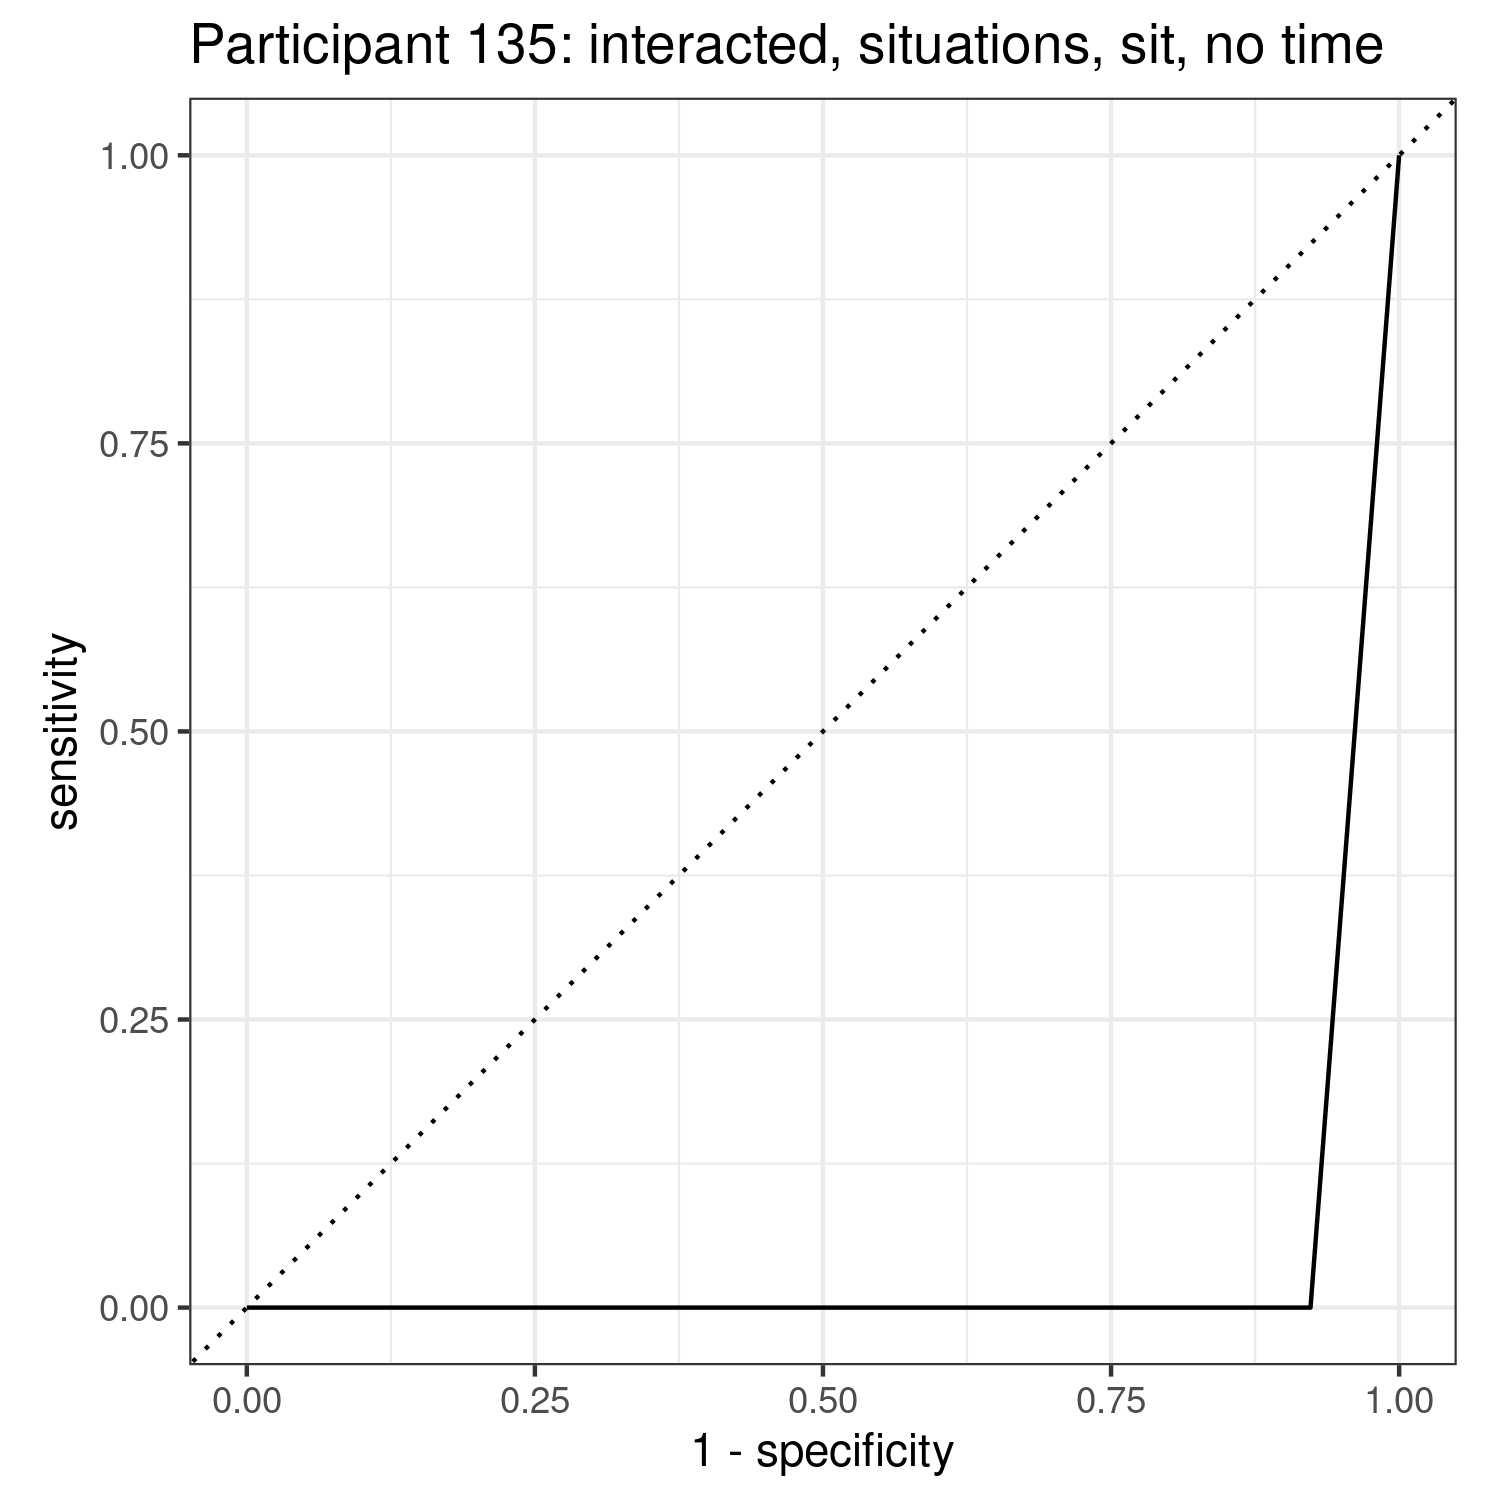 Participant 135: interacted, situations, sit, no time
1.00
0.75
0.50
0.25
0.00
sensitivity
0.00 0.25 0.50 0.75 1.00
1 - specificity